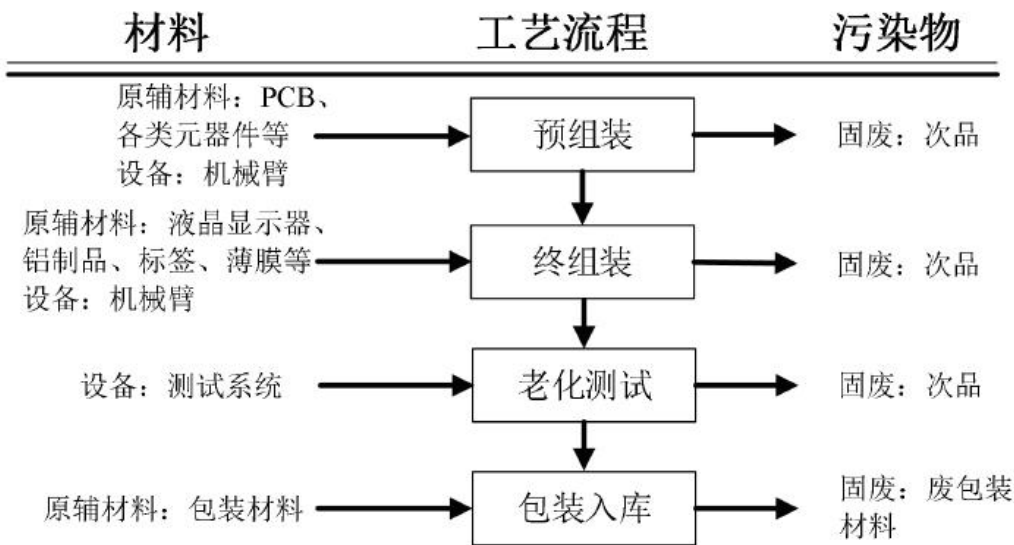 材料
工艺流程
污染物
原辅材料：PCB、
各类元器件等
设备：机械臂
预组装
固废：次品
原辅材料：液晶显示器、
铝制品、标签、薄膜等
设备：机械臂
终组装
固废：次品
设备：测试系统
老化测试
固废：次品
原辅材料：包装材料
包装入库
固废：废包装
材料